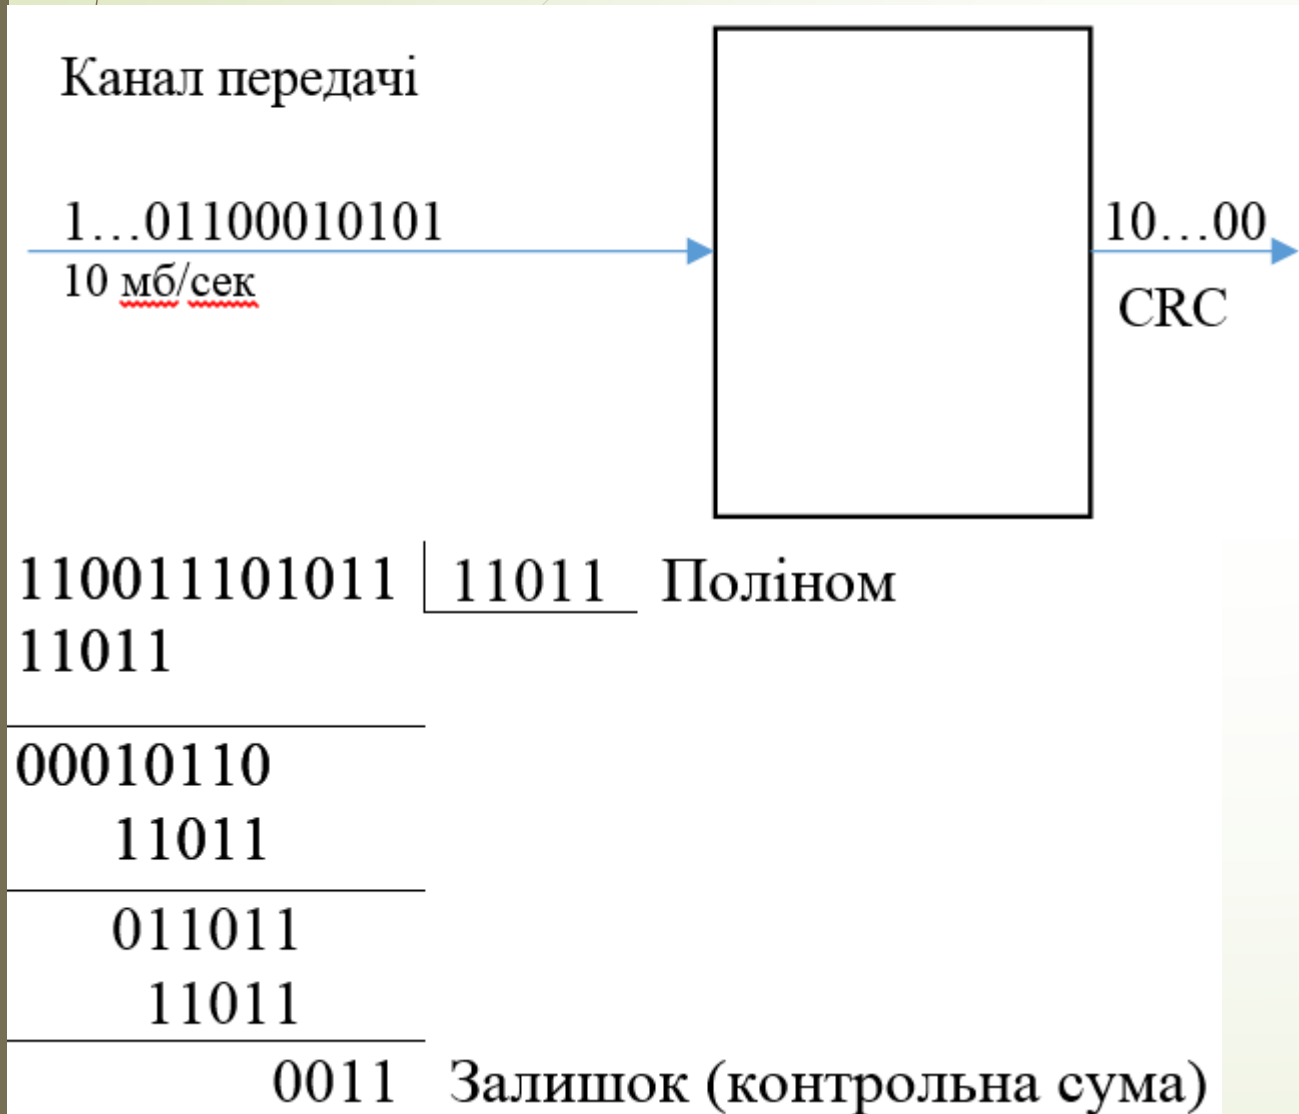 Канал передачі
1...01100010101
10...00
10 мб/сек
CRC
110011101011 11011 Поліном
11011
00010110
11011
011011
11011
0011 Залишок (контрольна сума)